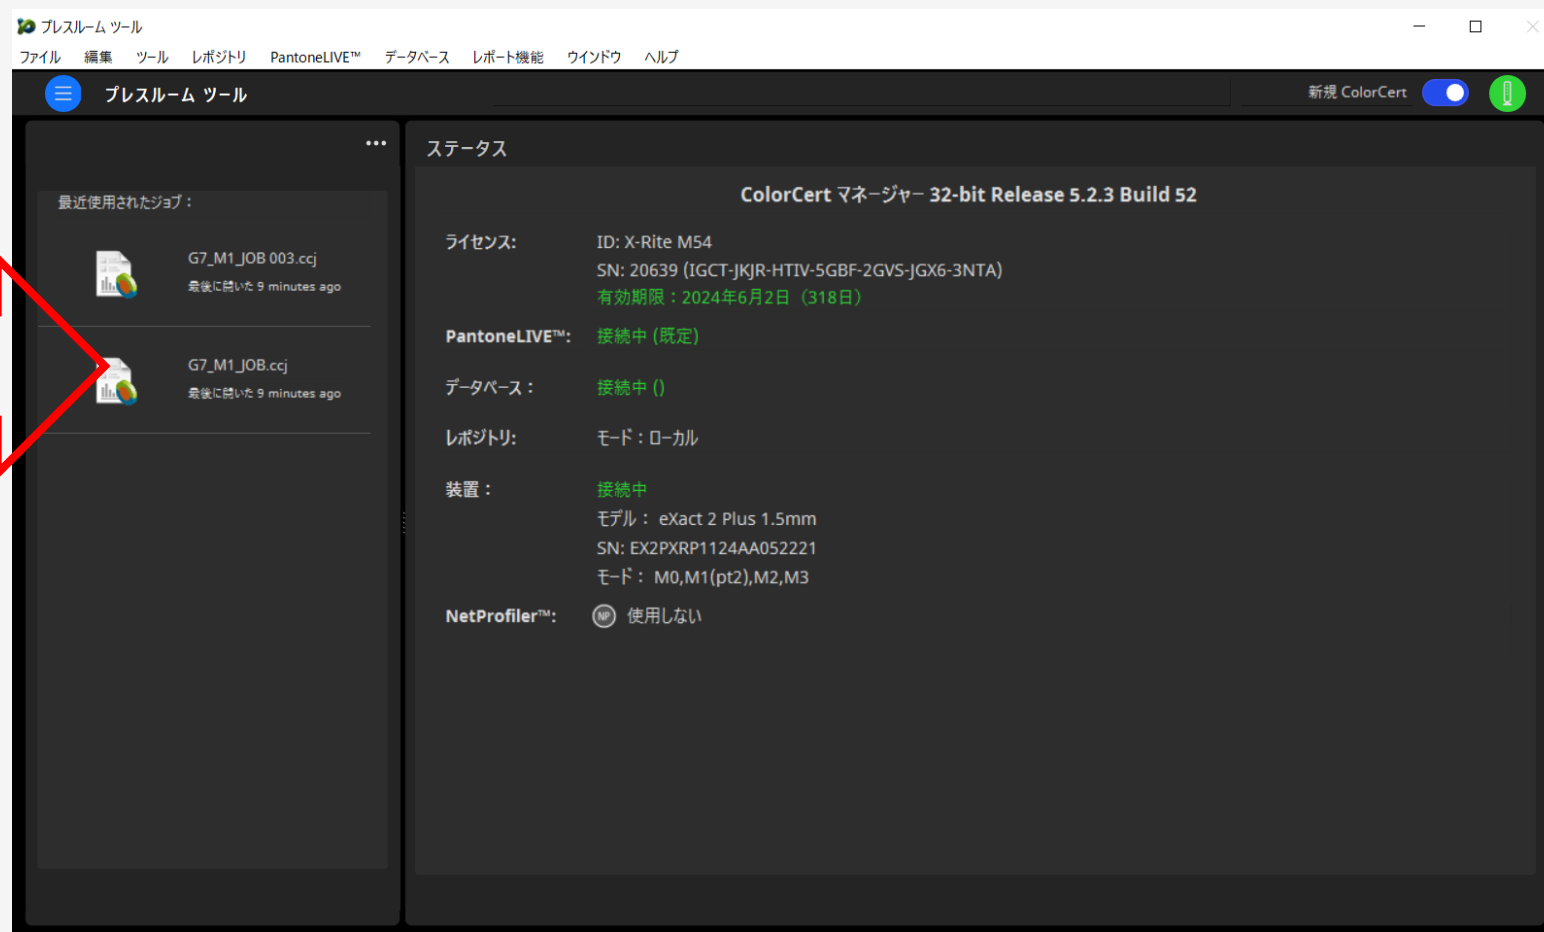 プレスルーム ツール
ファイル 編集 ツール レポジトリ PantoneLIVE™ データベース レポート機能 ウインドウ ヘルプ
プレスルーム ツール
新規 ColorCert
•••
最近使用されたジョブ：
G7_M1_JOB 003.ccj
最後に開いた 9 minutes ago
G7_M1_JOB.ccj
最後に開いた 9 minutes ago
ステータス
ColorCert マネージャー 32-bit Release 5.2.3 Build 52
ライセンス: ID: X-Rite M54
SN: 20639 (IGCT-JKJR-HTIV-5GBF-2GVS-JGX6-3NTA)
有効期限：2024年6月2日（318日）
PantoneLIVE™: 接続中 (既定)
データベース： 接続中 ()
レポジトリ: モード：ローカル
装置： 接続中
モデル： eXact 2 Plus 1.5mm
SN: EX2PXRP1124AA052221
モード： M0,M1(pt2),M2,M3
NetProfiler™: NP 使用しない